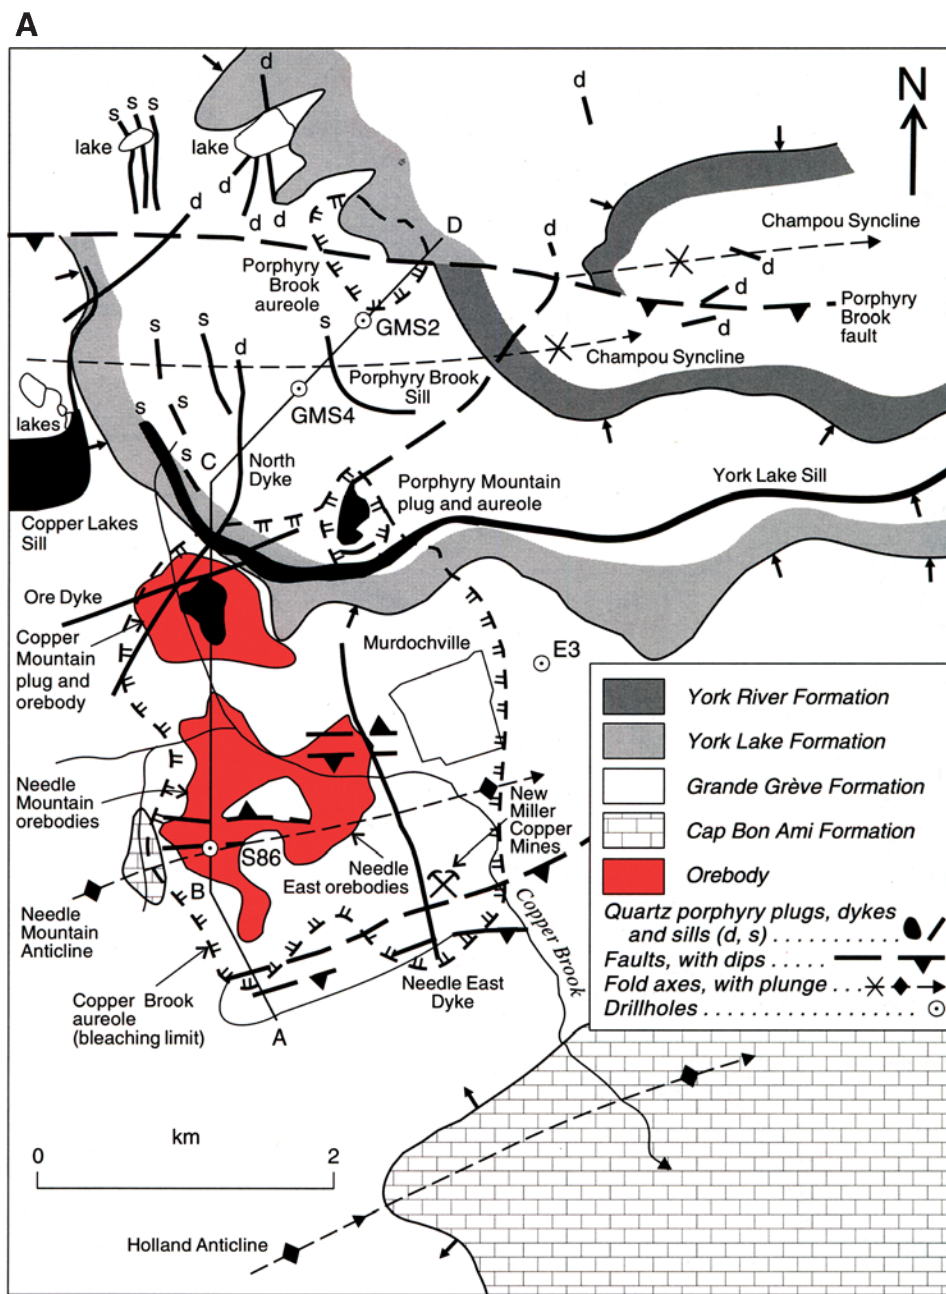 A
N
d
d
s
s
s
lake
lake
d
d
d
d
D
d
Champou Syncline
d
Porphyry
Brook
aureole
d
d
Porphyry
Brook
fault
GMS2
s
s
d
s
Champou Syncline
Porphyry Brook
Sill
GMS4
s
lakes
s
C
North
Dyke
Porphyry Mountain
plug and aureole
York Lake Sill
Copper Lakes
Sill
Ore Dyke
Copper
Mountain
plug and
orebody
Murdochville
E3
York River Formation
York Lake Formation
Grande Grève Formation
Cap Bon Ami Formation
Orebody
Quartz porphyry plugs, dykes
and sills (d, s) . . . . . . . . . . .
Faults, with dips . . . . .
Fold axes, with plunge . . .
Drillholes . . . . . . . . . . . . . . . . . . . .
Needle
Mountain
orebodies
New
Miller
Copper
Mines
S86
Needle
East orebodies
B
Needle
Mountain
Anticline
Copper Brook
Needle East
Dyke
Copper Brook
aureole
(bleaching limit)
A
km
0 2
Holland Anticline